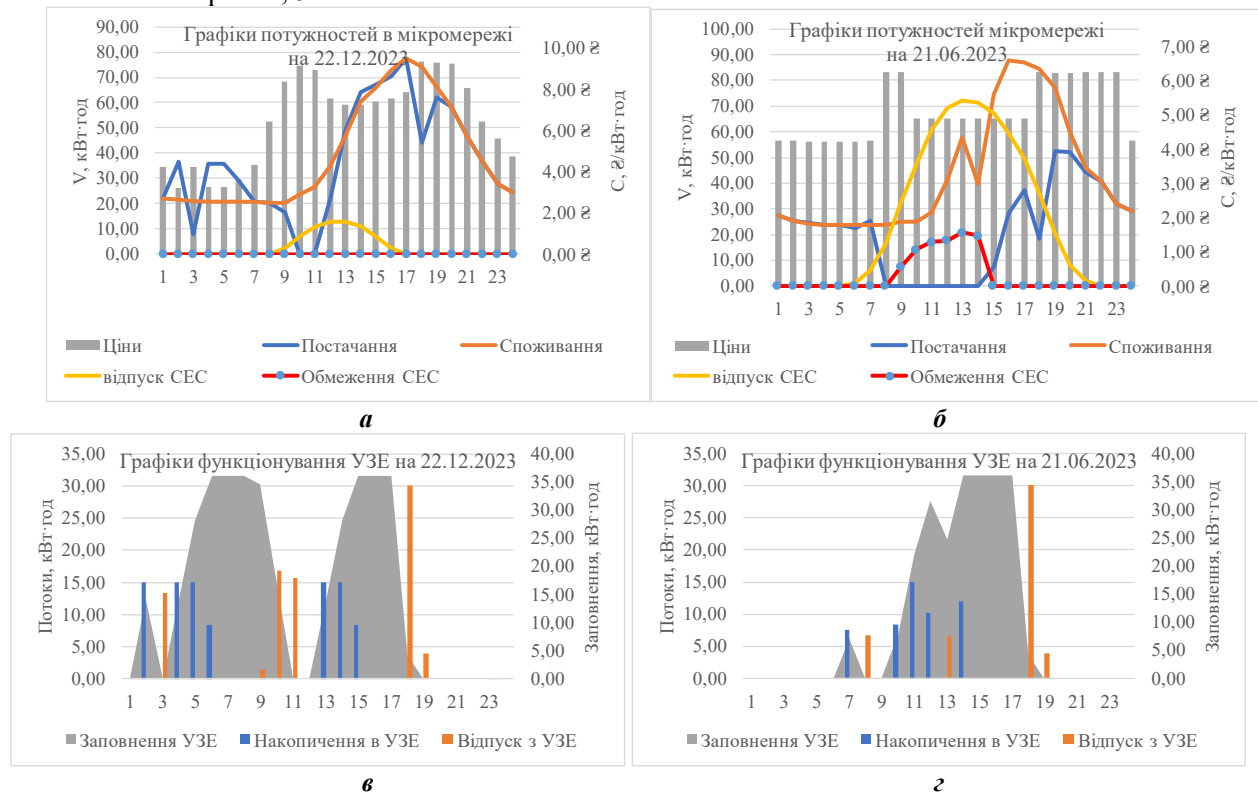 Графіки потужностей в мікромережі
на 22.12.2023
V, кВт·год
90,00
80,00
70,00
60,00
50,00
40,00
30,00
20,00
10,00
0,00
10,00 ₴
8,00 ₴
6,00 ₴
4,00 ₴
2,00 ₴
0,00 ₴
C, ₴/кВт·год
1 3 5 7 9 11 13 15 17 19 21 23
Ціни Постачання Споживання
відпуск СЕС Обмеження СЕС
а
Графіки потужностей мікромережі
на 21.06.2023
V, кВт·год
100,00
90,00
80,00
70,00
60,00
50,00
40,00
30,00
20,00
10,00
0,00
7,00 ₴
6,00 ₴
5,00 ₴
4,00 ₴
3,00 ₴
2,00 ₴
1,00 ₴
0,00 ₴
C, ₴/кВт·год
1 3 5 7 9 11 13 15 17 19 21 23
Ціни Постачання Споживання
відпуск СЕС Обмеження СЕС
б
Графіки функціонування УЗЕ на 22.12.2023
Потоки, кВт·год
35,00
30,00
25,00
20,00
15,00
10,00
5,00
0,00
40,00
35,00
30,00
25,00
20,00
15,00
10,00
5,00
0,00
Заповнення, кВт·год
1 3 5 7 9 11 13 15 17 19 21 23
Заповнення УЗЕ Накопичення в УЗЕ Відпуск з УЗЕ
в
Графіки функціонування УЗЕ на 21.06.2023
Потоки, кВт·год
35,00
30,00
25,00
20,00
15,00
10,00
5,00
0,00
40,00
35,00
30,00
25,00
20,00
15,00
10,00
5,00
0,00
Заповнення, кВт·год
1 3 5 7 9 11 13 15 17 19 21 23
Заповнення УЗЕ Накопичення в УЗЕ Відпуск з УЗЕ
г